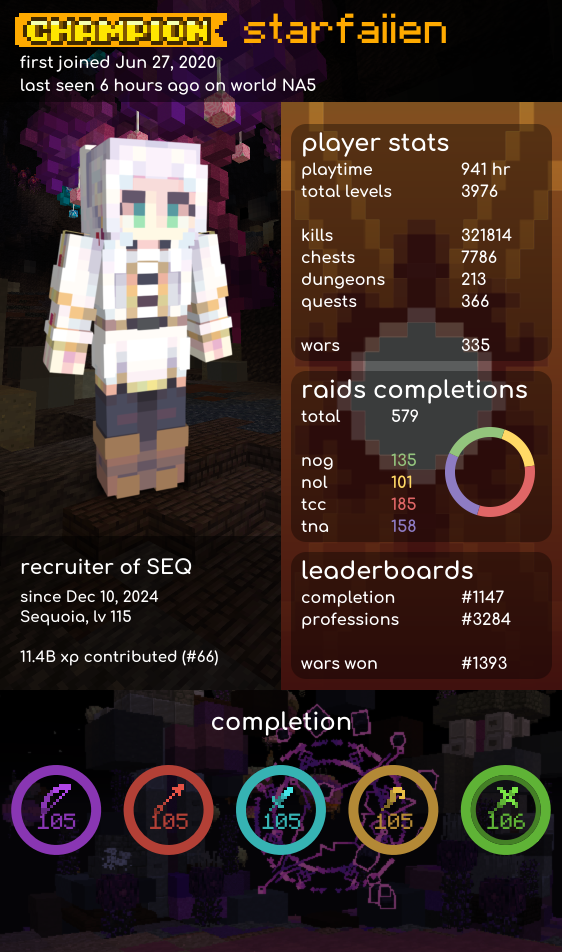 CHAMPION starfaiien
first joined Jun 27, 2020
last seen 6 hours ago on world NA5
player stats
playtime 941 hr
total levels 3976
kills 321814
chests 7786
dungeons 213
quests 366
wars 335
raids completions
total 579
nog 135
nol 101
tcc 185
tna 158
recruiter of SEQ
since Dec 10, 2024
Sequoia, lv 115
11.4B xp contributed (#66)
leaderboards
completion #1147
professions #3284
wars won #1393
completion
105 105 105 105 106